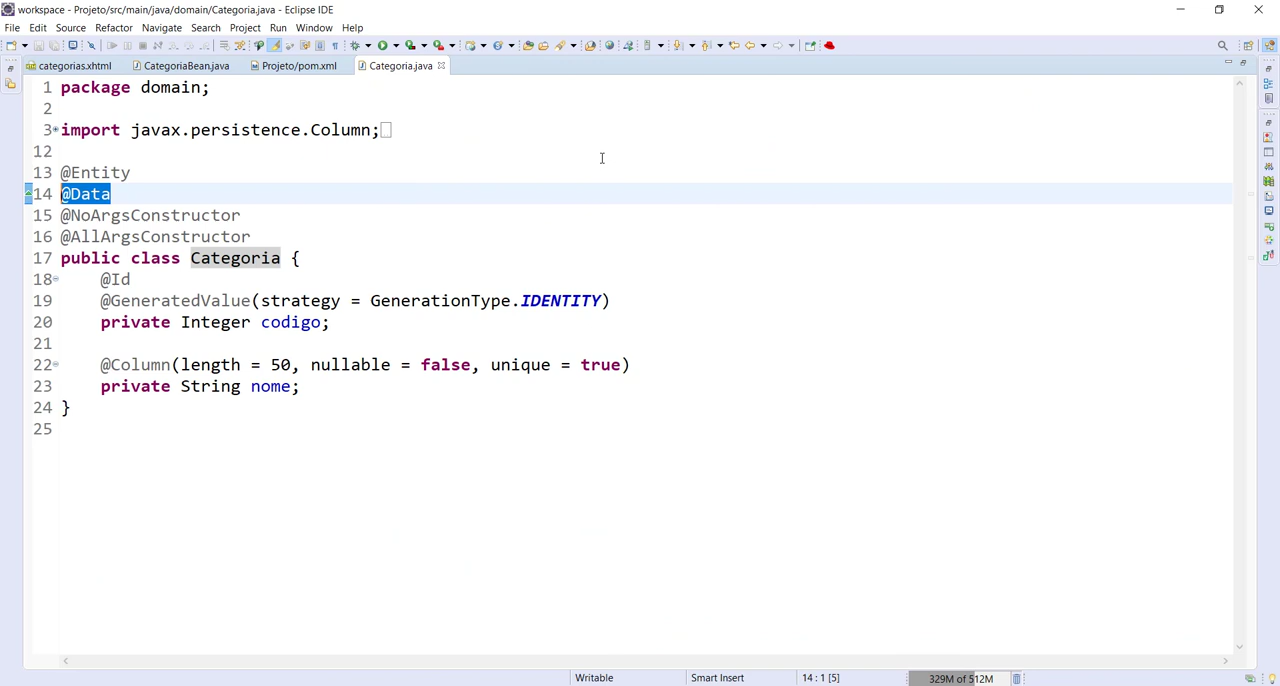 workspace - Projeto/src/main/java/domain/Categoria.java - Eclipse IDE
File Edit Source Refactor Navigate Search Project Run Window Help
categorias.xhtml CategoriaBean.java Projeto/pom.xml Categoria.java
1 package domain;
2
3 import javax.persistence.Column;
12
13 @Entity
14 @Data
15 @NoArgsConstructor
16 @AllArgsConstructor
17 public class Categoria {
18 @Id
19 @GeneratedValue(strategy = GenerationType.IDENTITY)
20 private Integer codigo;
21
22 @Column(length = 50, nullable = false, unique = true)
23 private String nome;
24 }
25
Writable Smart Insert 14 : 1 [5] 329M of 512M